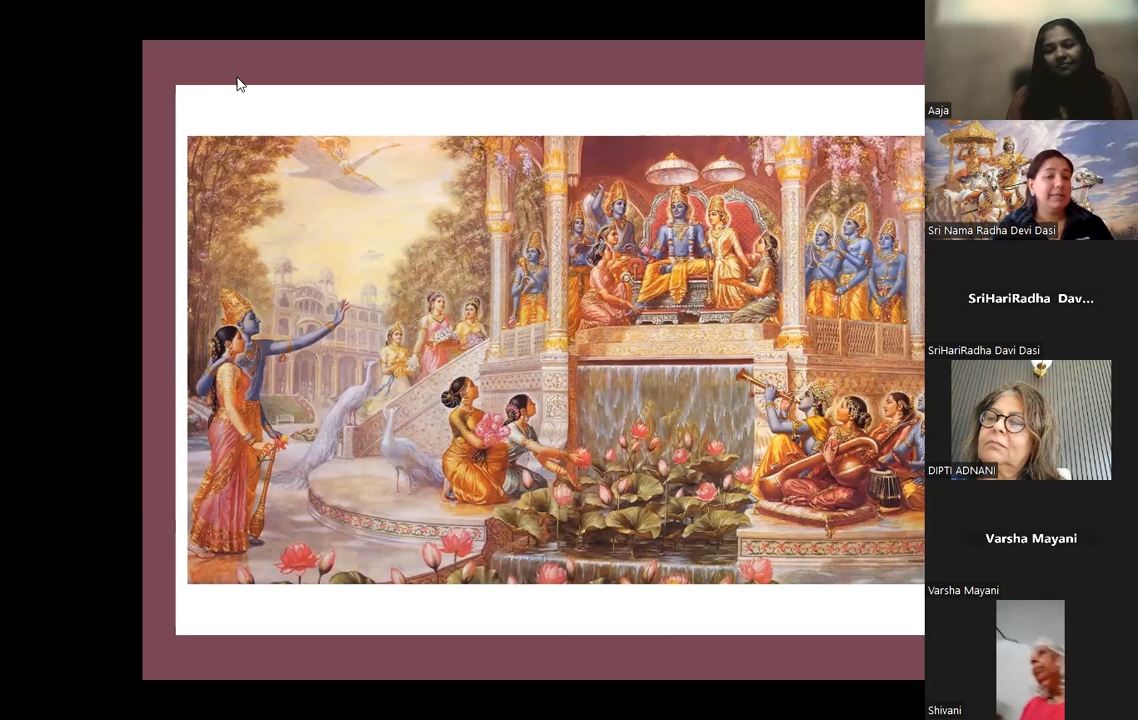 Aaja
Sri Nama Radha Devi Dasi
SriHariRadha Dav...
SriHariRadha Davi Dasi
DIPTI ADNANI
Varsha Mayani
Varsha Mayani
Shivani